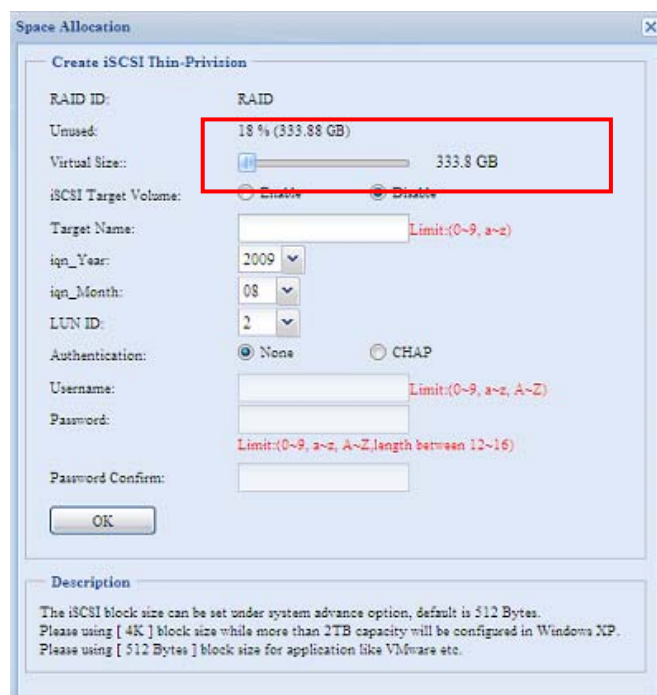 Space Allocation
Create iSCSI Thin-Privision
RAID ID: RAID
Unused: 18 % (333.88 GB)
Virtual Size:: 333.8 GB
iSCSI Target Volume: Enable Disable
Target Name: Limit:(0~9, a~z)
iqn_Year: 2009
iqn_Month: 08
LUN ID: 2
Authentication: None CHAP
Username: Limit:(0~9, a~z, A~Z)
Password:
Limit:(0~9, a~z, A~Z,length between 12~16)
Password Confirm:
OK
Description
The iSCSI block size can be set under system advance option, default is 512 Bytes.
Please using [ 4K ] block size while more than 2TB capacity will be configured in Windows XP.
Please using [ 512 Bytes ] block size for application like VMware etc.